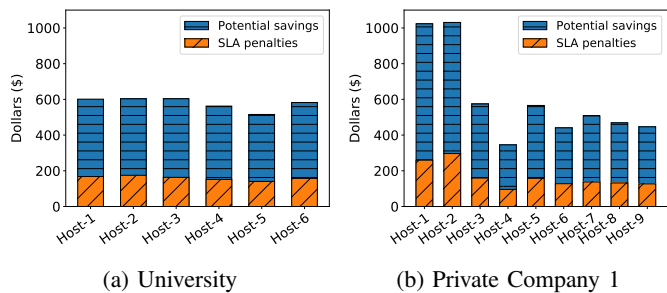 Potential savings
SLA penalties
Dollars ($)
1000
800
600
400
200
0
Host-1
Host-2
Host-3
Host-4
Host-5
Host-6
(a) University
Potential savings
SLA penalties
Dollars ($)
1000
800
600
400
200
0
Host-1
Host-2
Host-3
Host-4
Host-5
Host-6
Host-7
Host-8
Host-9
(b) Private Company 1